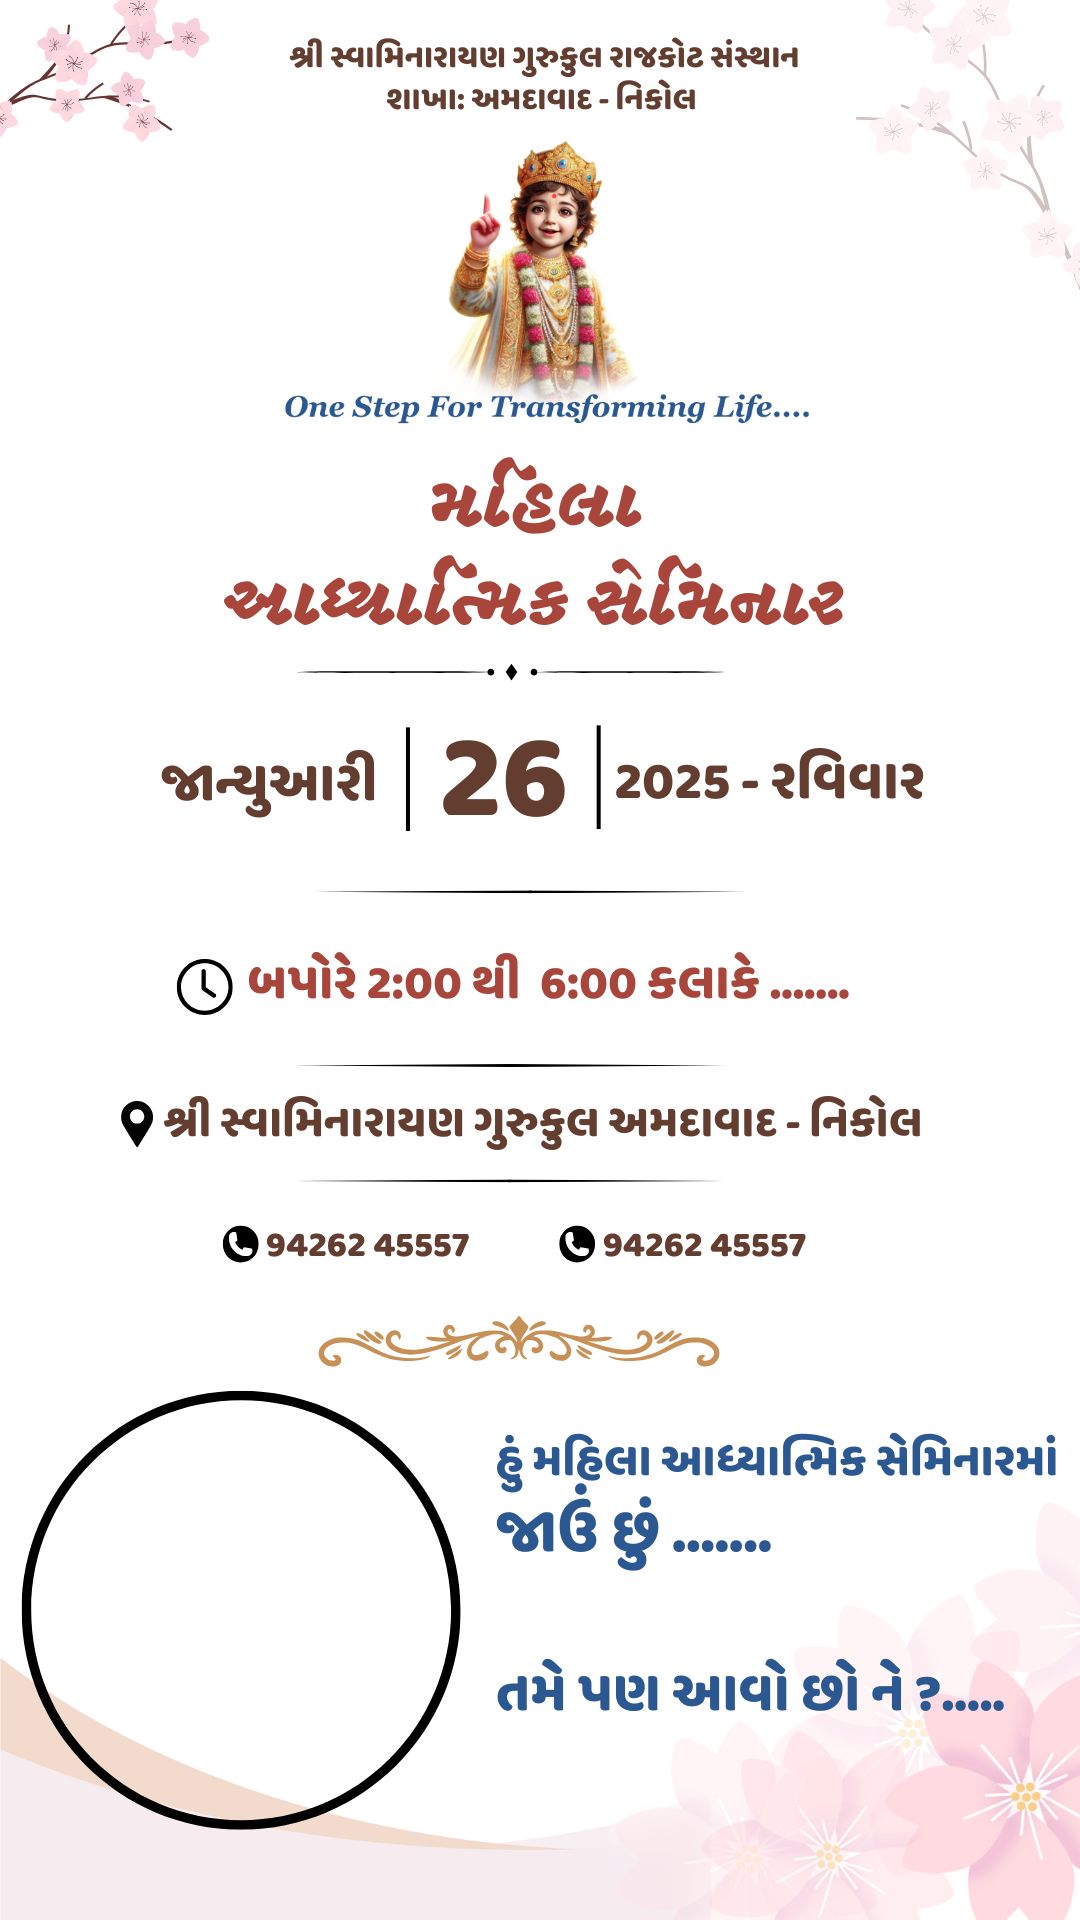 શ્રી સ્વામિનારાયણ ગુરુકુલ રાજકોટ સંસ્થાન
શાખા: અમદાવાદ - નિકોલ
One Step For Transforming Life....
મહિલા
આધ્યાત્મિક સેમિનાર
જાન્યુઆરી 26 2025 - રવિવાર
બપોરે 2:00 થી 6:00 કલાકે .......
શ્રી સ્વામિનારાયણ ગુરુકુલ અમદાવાદ - નિકોલ
94262 45557 94262 45557
હું મહિલા આધ્યાત્મિક સેમિનારમાં
જાઉં છું .......
તમે પણ આવો છો ને ?.....